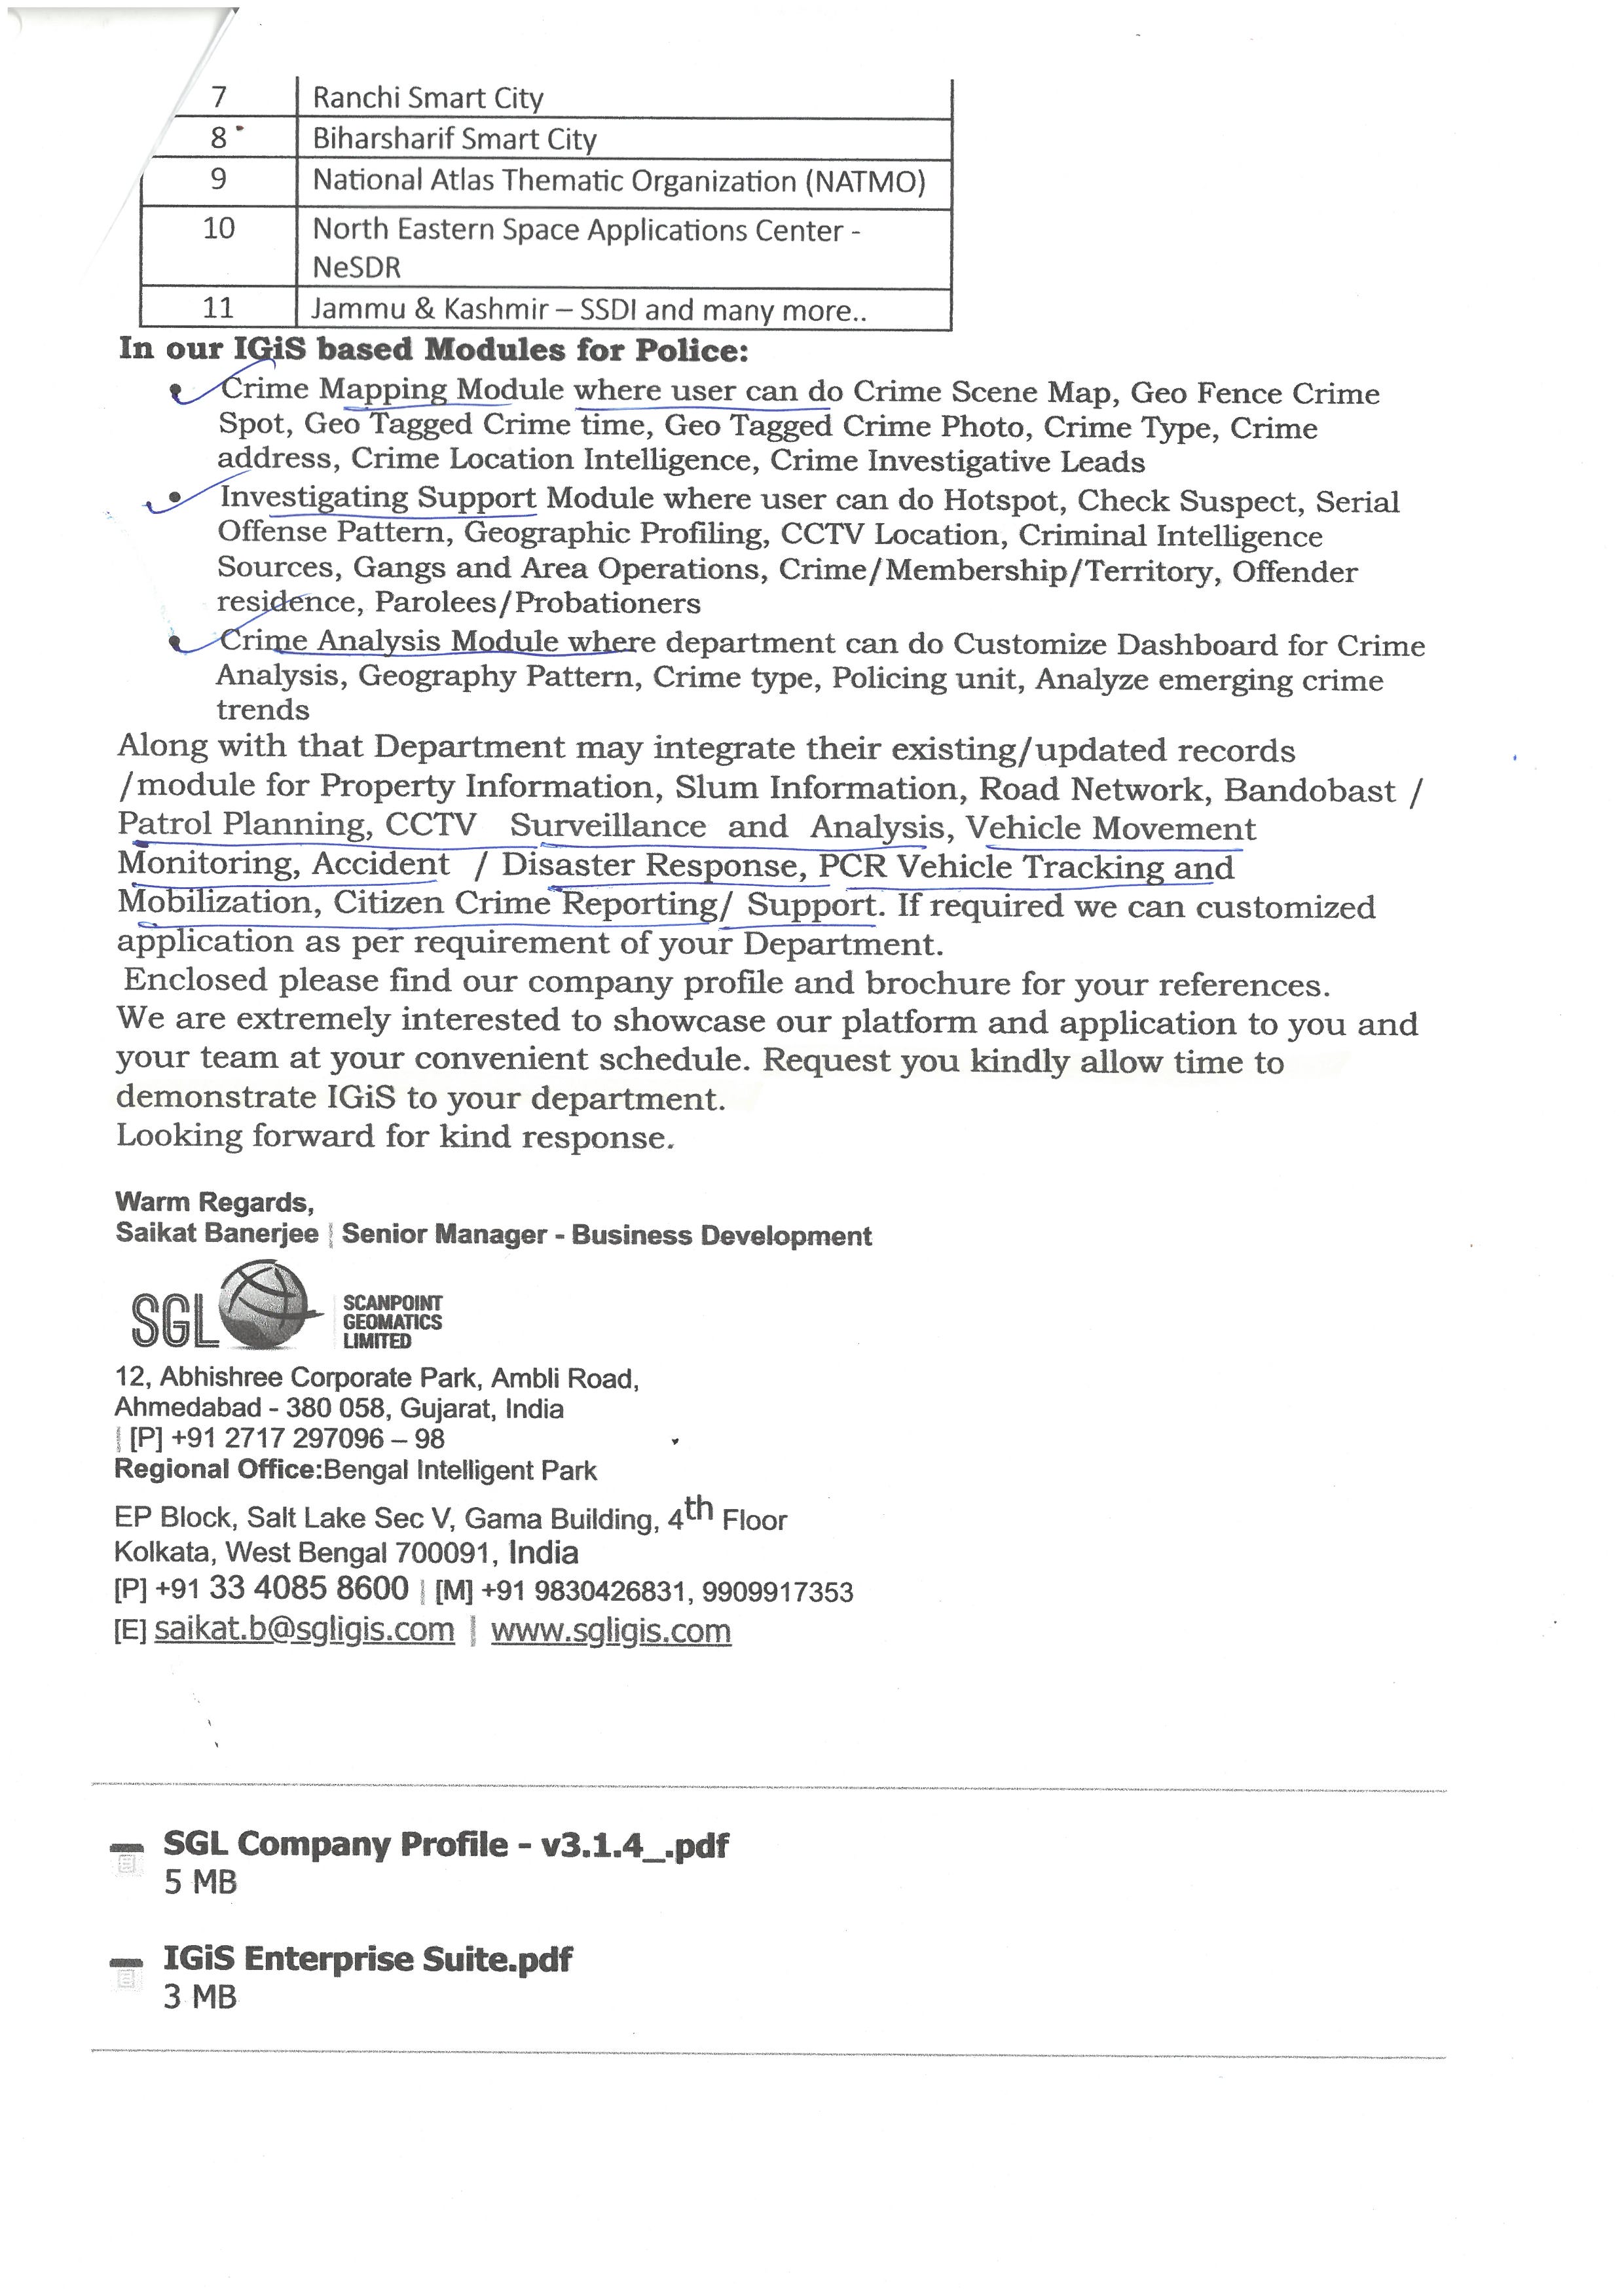 7 Ranchi Smart City
8 Biharsharif Smart City
9 National Atlas Thematic Organization (NATMO)
10 North Eastern Space Applications Center -
NeSDR
11 Jammu & Kashmir – SSDI and many more..
In our IGiS based Modules for Police:
• Crime Mapping Module where user can do Crime Scene Map, Geo Fence Crime
Spot, Geo Tagged Crime time, Geo Tagged Crime Photo, Crime Type, Crime
address, Crime Location Intelligence, Crime Investigative Leads
• Investigating Support Module where user can do Hotspot, Check Suspect, Serial
Offense Pattern, Geographic Profiling, CCTV Location, Criminal Intelligence
Sources, Gangs and Area Operations, Crime/Membership/Territory, Offender
residence, Parolees/Probationers
• Crime Analysis Module where department can do Customize Dashboard for Crime
Analysis, Geography Pattern, Crime type, Policing unit, Analyze emerging crime
trends
Along with that Department may integrate their existing/updated records
/module for Property Information, Slum Information, Road Network, Bandobast /
Patrol Planning, CCTV Surveillance and Analysis, Vehicle Movement
Monitoring, Accident / Disaster Response, PCR Vehicle Tracking and
Mobilization, Citizen Crime Reporting/ Support. If required we can customized
application as per requirement of your Department.
Enclosed please find our company profile and brochure for your references.
We are extremely interested to showcase our platform and application to you and
your team at your convenient schedule. Request you kindly allow time to
demonstrate IGiS to your department.
Looking forward for kind response.
Warm Regards,
Saikat Banerjee | Senior Manager - Business Development
SGL SCANPOINT
GEOMATICS
LIMITED
12, Abhishree Corporate Park, Ambli Road,
Ahmedabad - 380 058, Gujarat, India
| [P] +91 2717 297096 – 98
Regional Office:Bengal Intelligent Park
EP Block, Salt Lake Sec V, Gama Building, 4th Floor
Kolkata, West Bengal 700091, India
[P] +91 33 4085 8600 | [M] +91 9830426831, 9909917353
[E] saikat.b@sgligis.com | www.sgligis.com
SGL Company Profile - v3.1.4_.pdf
5 MB
IGiS Enterprise Suite.pdf
3 MB